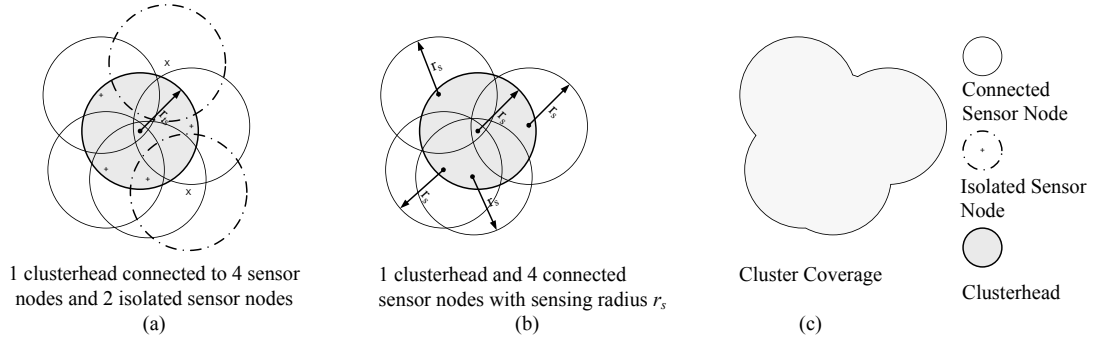 x
x
r_s
r_s
r_s
r_s
r_s
r_s
Connected
Sensor Node
Isolated Sensor
Node
Clusterhead
1 clusterhead connected to 4 sensor
nodes and 2 isolated sensor nodes
(a)
1 clusterhead and 4 connected
sensor nodes with sensing radius r_s
(b)
Cluster Coverage
(c)